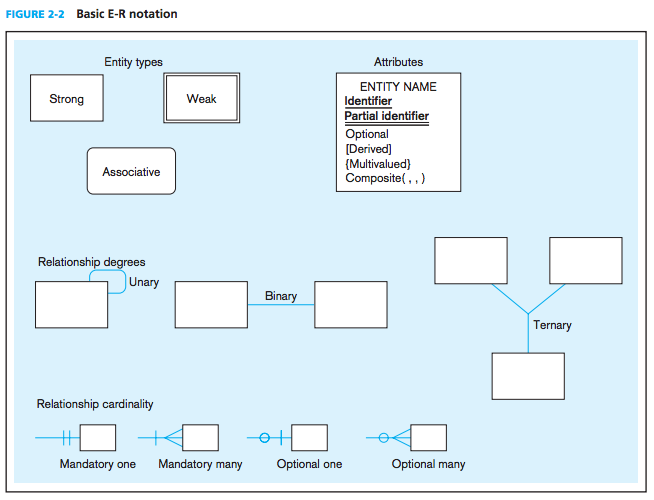 FIGURE 2-2 Basic E-R notation
Entity types
Strong
Weak
Associative
Attributes
ENTITY NAME
Identifier
Partial identifier
Optional
[Derived]
{Multivalued}
Composite( , , )
Relationship degrees
Unary
Binary
Ternary
Relationship cardinality
Mandatory one
Mandatory many
Optional one
Optional many